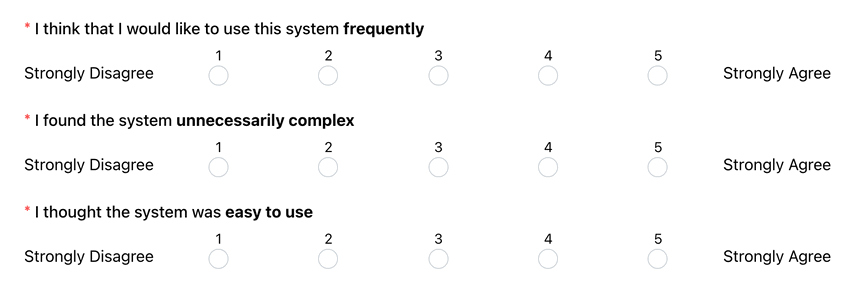 * I think that I would like to use this system frequently
1 2 3 4 5
Strongly Disagree Strongly Agree
* I found the system unnecessarily complex
1 2 3 4 5
Strongly Disagree Strongly Agree
* I thought the system was easy to use
1 2 3 4 5
Strongly Disagree Strongly Agree